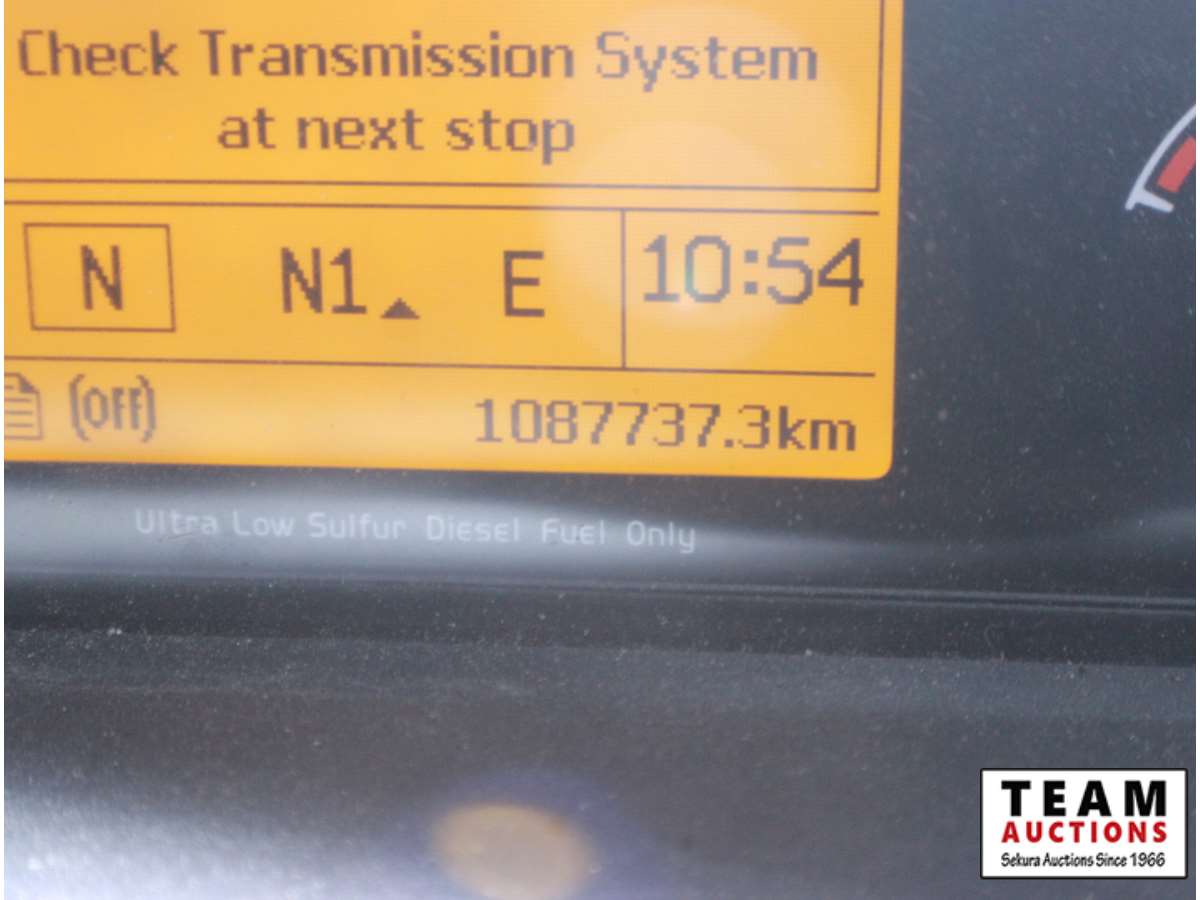 Check Transmission System
at next stop
N N1 E 10:54
(Off) 1087737.3km
Ultra Low Sulfur Diesel Fuel Only
TEAM
AUCTIONS
Sekura Auctions Since 1966